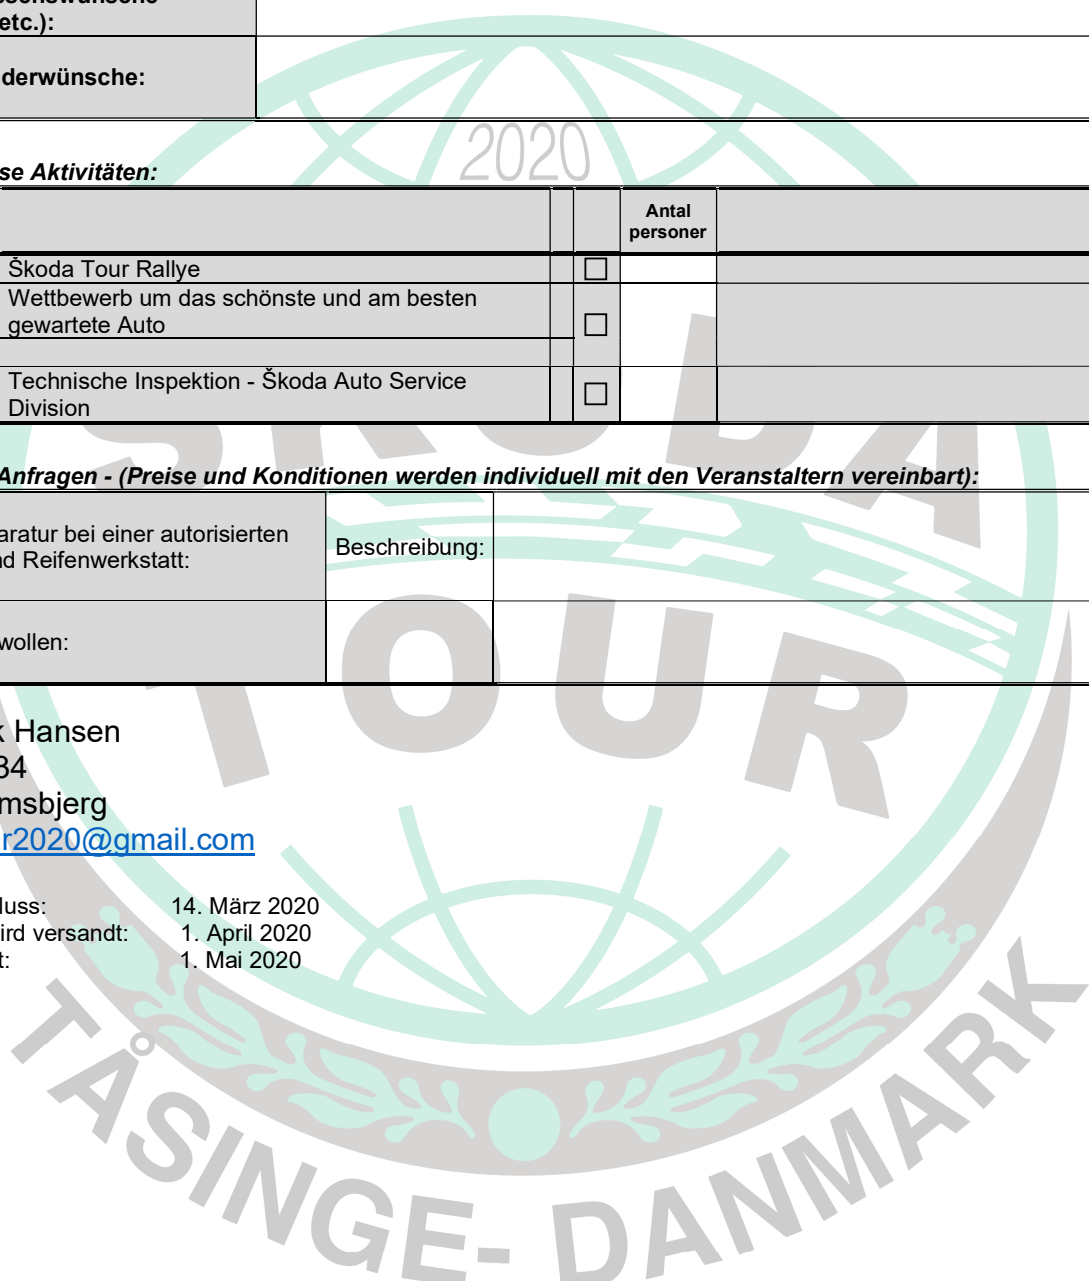 etc.):
derwünsche:
2020
se Aktivitäten:
Antal
personer
Škoda Tour Rallye
☐
Wettbewerb um das schönste und am besten
gewartete Auto
☐
Technische Inspektion - Škoda Auto Service
Division
☐
Anfragen - (Preise und Konditionen werden individuell mit den Veranstaltern vereinbart):
aratur bei einer autorisierten
nd Reifenwerkstatt:
Beschreibung:
wollen:
k Hansen
34
msbjerg
r2020@gmail.com
luss: 14. März 2020
ird versandt: 1. April 2020
t: 1. Mai 2020
ŠKODA
TOUR
TÅSINGE- DANMARK